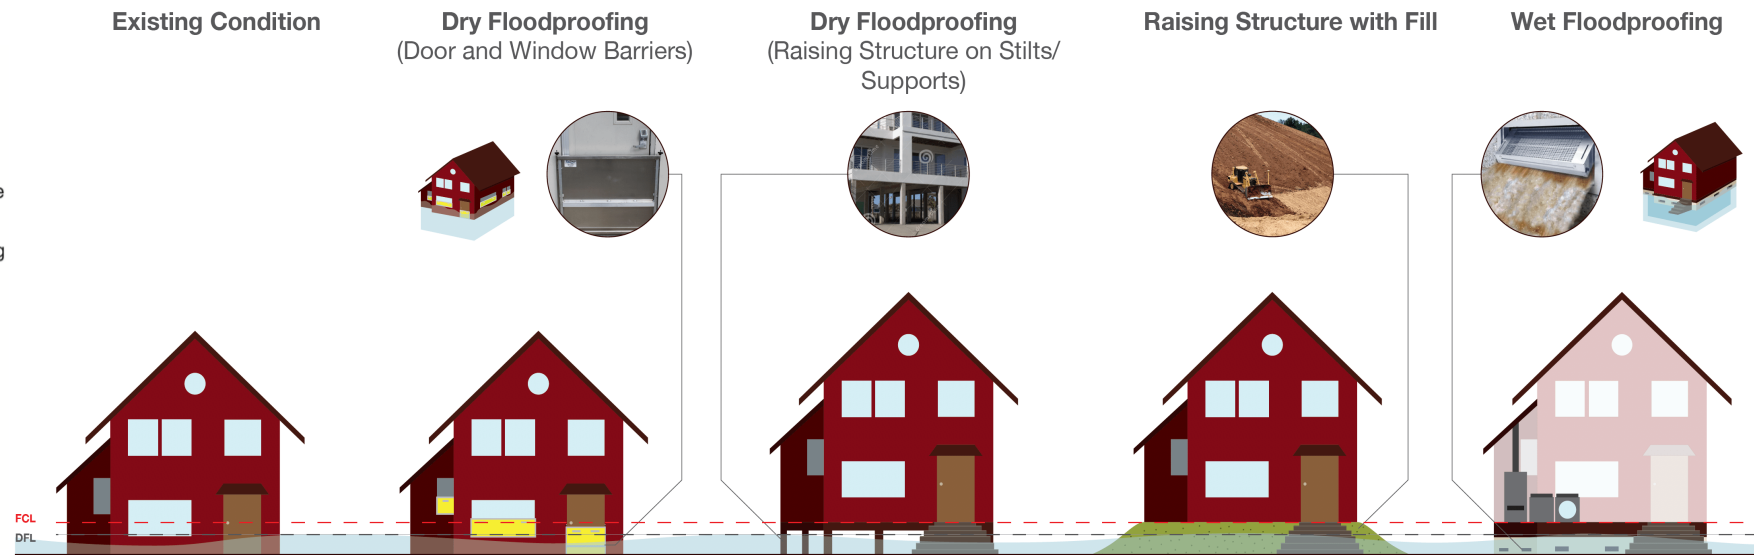 Existing Condition
Dry Floodproofing
(Door and Window Barriers)
Dry Floodproofing
(Raising Structure on Stilts/
Supports)
Raising Structure with Fill
Wet Floodproofing
e
g
FCL
DFL